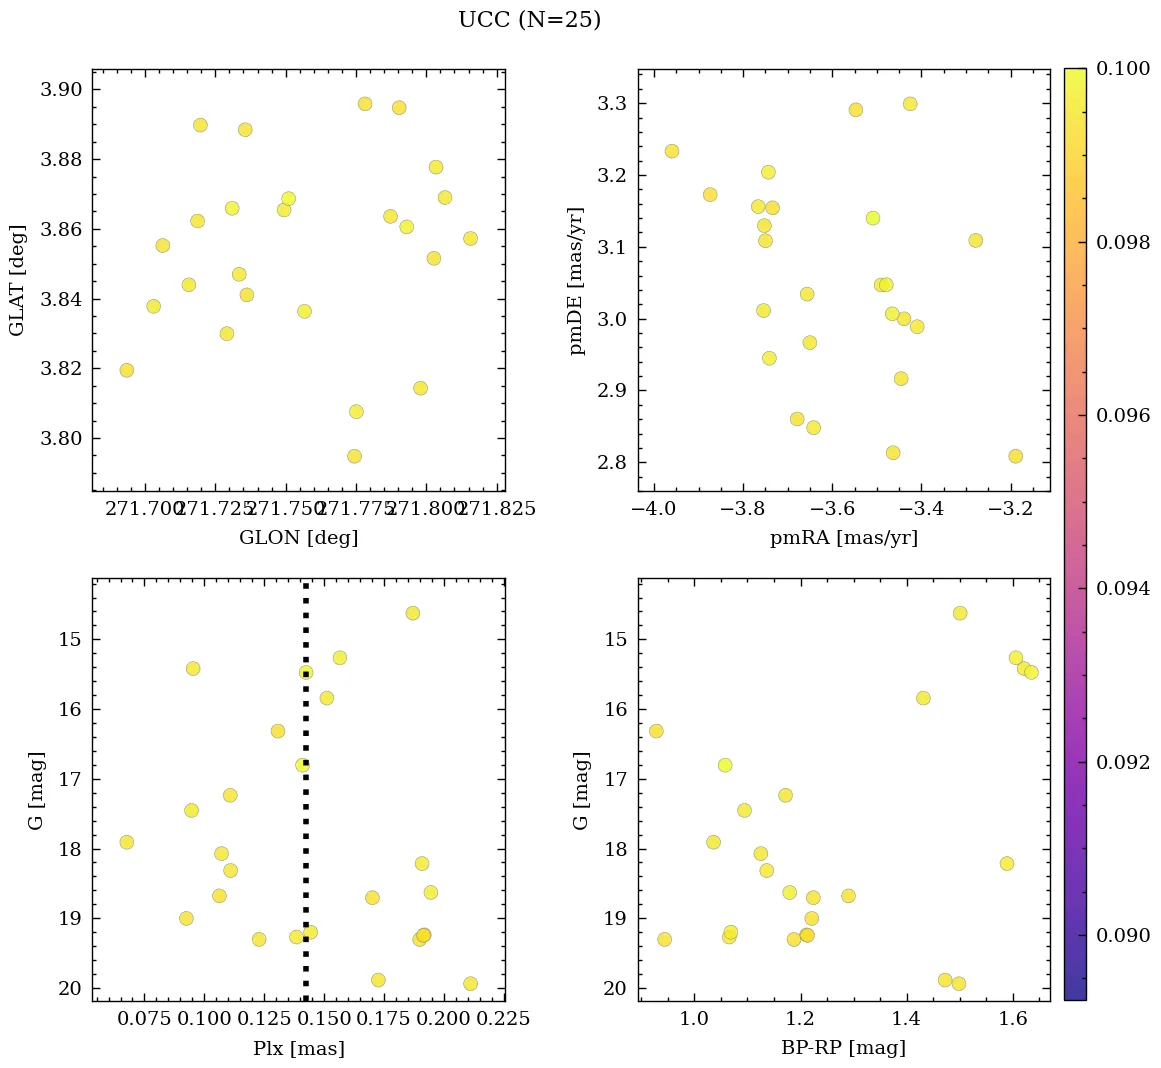 UCC (N=25)
3.90
3.88
3.86
3.84
3.82
3.80
GLAT [deg]
271.700 271.725 271.750 271.775 271.800 271.825
GLON [deg]
3.3
3.2
3.1
3.0
2.9
2.8
pmDE [mas/yr]
−4.0 −3.8 −3.6 −3.4 −3.2
pmRA [mas/yr]
15
16
17
18
19
20
G [mag]
0.075 0.100 0.125 0.150 0.175 0.200 0.225
Plx [mas]
15
16
17
18
19
20
G [mag]
1.0 1.2 1.4 1.6
BP-RP [mag]
0.100
0.098
0.096
0.094
0.092
0.090